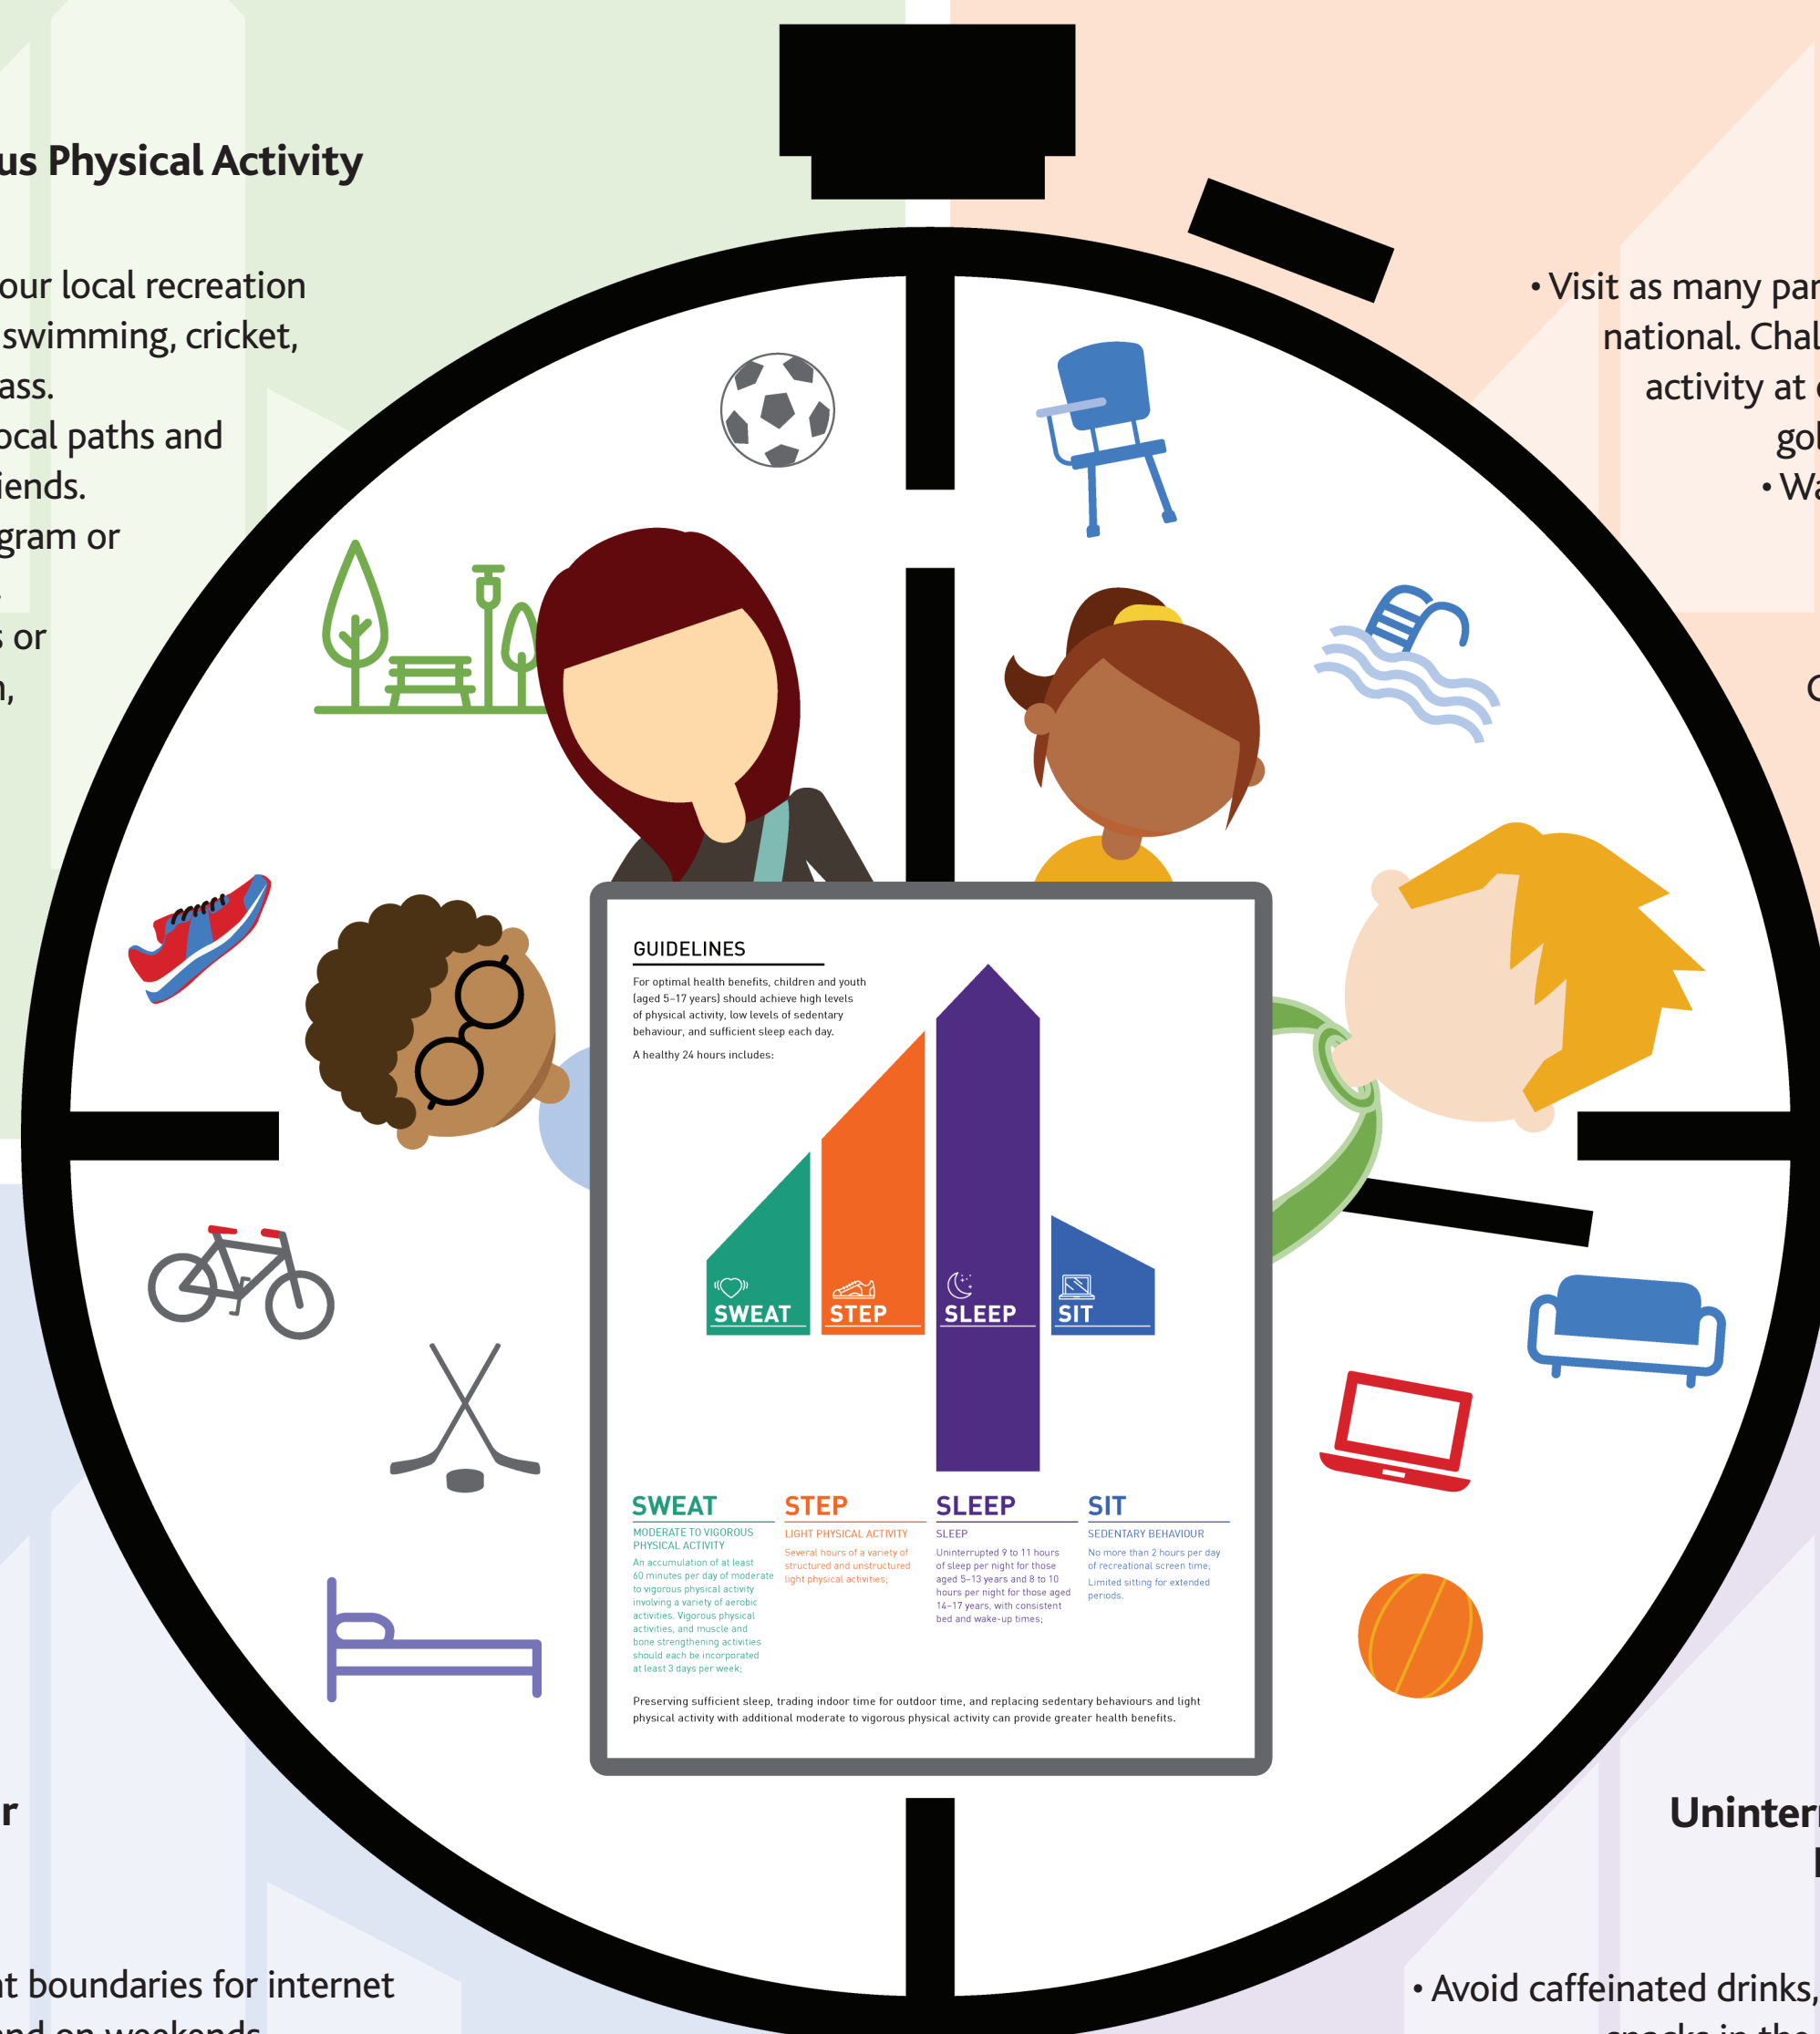 us Physical Activity
our local recreation
swimming, cricket,
ass.
ocal paths and
iends.
gram or
s or
n,
• Visit as many par
national. Chal
activity at
gol
• Wa
GUIDELINES
For optimal health benefits, children and youth
(aged 5–17 years) should achieve high levels
of physical activity, low levels of sedentary
behaviour, and sufficient sleep each day.
A healthy 24 hours includes:
SWEAT
STEP
SLEEP
SIT
SWEAT
MODERATE TO VIGOROUS
PHYSICAL ACTIVITY
An accumulation of at least
60 minutes per day of moderate
to vigorous physical activity
involving a variety of aerobic
activities. Vigorous physical
activities, and muscle and
bone strengthening activities
should each be incorporated
at least 3 days per week;
STEP
LIGHT PHYSICAL ACTIVITY
Several hours of a variety of
structured and unstructured
light physical activities;
SLEEP
SLEEP
Uninterrupted 9 to 11 hours
of sleep per night for those
aged 5–13 years and 8 to 10
hours per night for those aged
14–17 years, with consistent
bed and wake-up times;
SIT
SEDENTARY BEHAVIOUR
No more than 2 hours per day
of recreational screen time;
Limited sitting for extended
periods.
Preserving sufficient sleep, trading indoor time for outdoor time, and replacing sedentary behaviours and light
physical activity with additional moderate to vigorous physical activity can provide greater health benefits.
r
Uninterr
nt boundaries for internet
and on weekends
• Avoid caffeinated drinks,
snacks in the